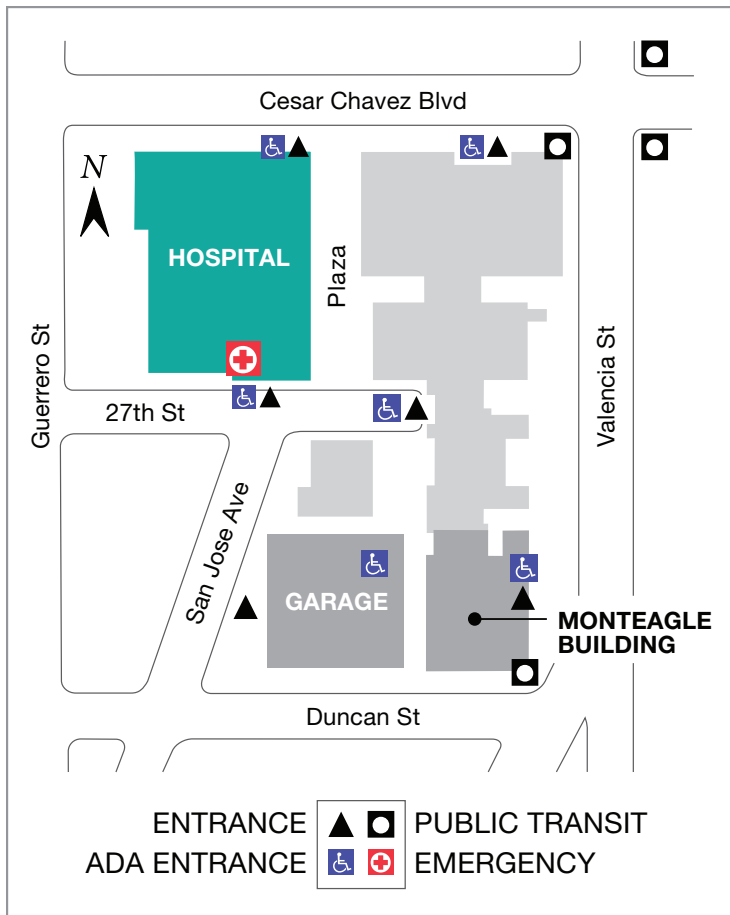 Cesar Chavez Blvd
N
HOSPITAL
Plaza
Guerrero St
Valencia St
27th St
San Jose Ave
GARAGE
MONTEAGLE
BUILDING
Duncan St
ENTRANCE
PUBLIC TRANSIT
ADA ENTRANCE
EMERGENCY